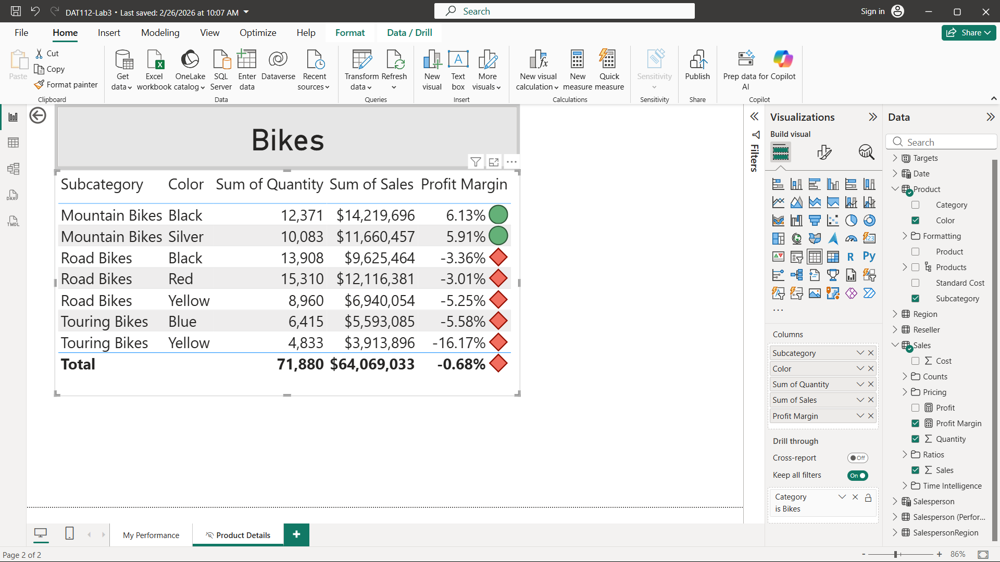 DAT112-Lab3 • Last saved: 2/26/2026 at 10:07 AM
Search
Sign in
File Home Insert Modeling View Optimize Help Format Data / Drill
Share
Paste
Cut
Copy
Format painter
Clipboard
Get data
Excel workbook
OneLake catalog
SQL Server
Enter data
Dataverse
Recent sources
Data
Transform data
Refresh
Queries
New visual
Text box
More visuals
Insert
New visual calculation
New measure
Quick measure
Calculations
Sensitivity
Sensitivity
Publish
Share
Prep data for AI
Copilot
Copilot
DAX
TMDL
Bikes
Subcategory Color Sum of Quantity Sum of Sales Profit Margin
Mountain Bikes Black 12,371 $14,219,696 6.13%
Mountain Bikes Silver 10,083 $11,660,457 5.91%
Road Bikes Black 13,908 $9,625,464 -3.36%
Road Bikes Red 15,310 $12,116,381 -3.01%
Road Bikes Yellow 8,960 $6,940,054 -5.25%
Touring Bikes Blue 6,415 $5,593,085 -5.58%
Touring Bikes Yellow 4,833 $3,913,896 -16.17%
Total 71,880 $64,069,033 -0.68%
Filters
Visualizations
Build visual
123
R
Py
Columns
Subcategory
Color
Sum of Quantity
Sum of Sales
Profit Margin
Drill through
Cross-report Off
Keep all filters On
Category
is Bikes
Data
Search
Targets
Date
Product
Category
Color
Formatting
Product
Products
Standard Cost
Subcategory
Region
Reseller
Sales
Cost
Counts
Pricing
Profit
Profit Margin
Quantity
Ratios
Sales
Time Intelligence
Salesperson
Salesperson (Perfor...
SalespersonRegion
My Performance
Product Details
Page 2 of 2
86%